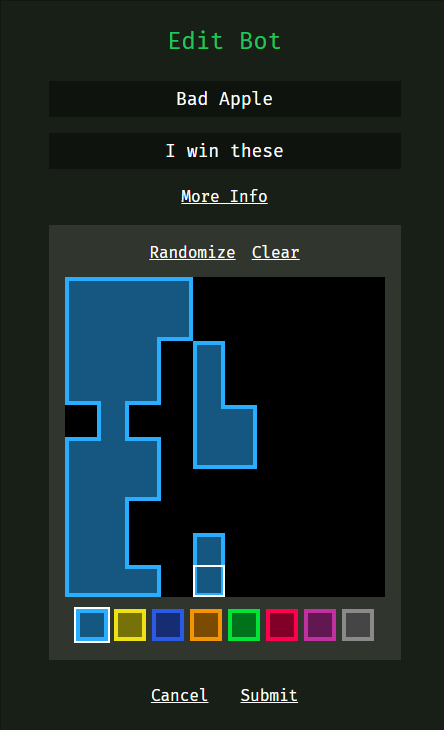 Edit Bot
Bad Apple
I win these
More Info
Randomize Clear
Cancel Submit